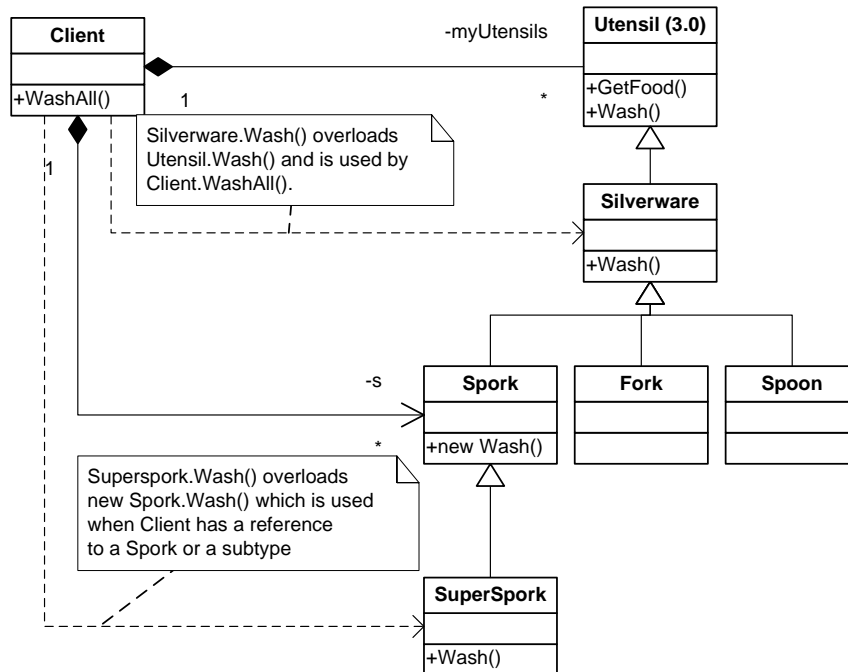 Client
+WashAll()
-myUtensils
1
*
Utensil (3.0)
+GetFood()
+Wash()
Silverware.Wash() overloads
Utensil.Wash() and is used by
Client.WashAll().
1
Silverware
+Wash()
-s
*
Spork
+new Wash()
Fork
Spoon
Superspork.Wash() overloads
new Spork.Wash() which is used
when Client has a reference
to a Spork or a subtype
SuperSpork
+Wash()